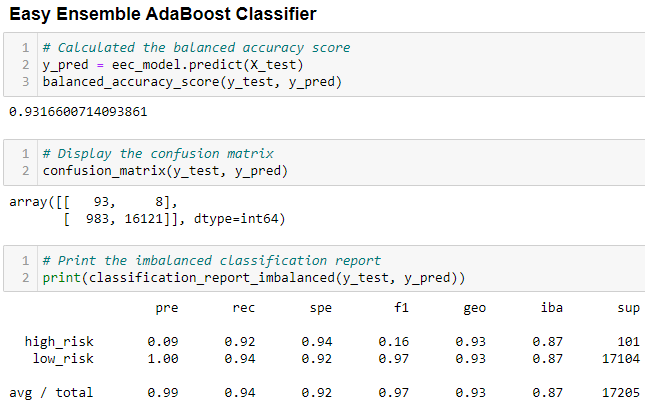 Easy Ensemble AdaBoost Classifier
1 # Calculated the balanced accuracy score
2 y_pred = eec_model.predict(X_test)
3 balanced_accuracy_score(y_test, y_pred)
0.9316600714093861
1 # Display the confusion matrix
2 confusion_matrix(y_test, y_pred)
array([[   93,     8],
       [  983, 16121]], dtype=int64)
1 # Print the imbalanced classification report
2 print(classification_report_imbalanced(y_test, y_pred))
pre rec spe f1 geo iba sup
high_risk 0.09 0.92 0.94 0.16 0.93 0.87 101
low_risk 1.00 0.94 0.92 0.97 0.93 0.87 17104
avg / total 0.99 0.94 0.92 0.97 0.93 0.87 17205